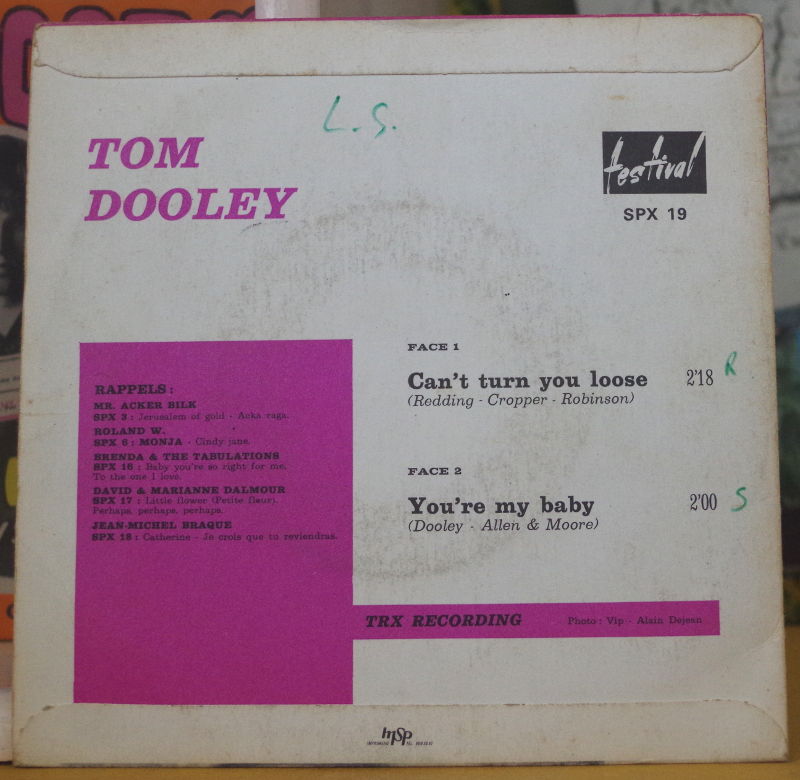 L.S.
TOM
DOOLEY
festival
SPX 19
RAPPELS :
MR. ACKER BILK
SPX 3 : Jerusalem of gold - Acka raga.
ROLAND W.
SPX 6 : MONJA - Cindy jane.
BRENDA & THE TABULATIONS
SPX 16 : Baby you're so right for me.
To the one I love.
DAVID & MARIANNE DALMOUR
SPX 17 : Little flower (Petite fleur).
Perhaps, perhaps, perhaps.
JEAN-MICHEL BRAQUE
SPX 18 : Catherine - Je crois que tu reviendras.
FACE 1
Can't turn you loose 2'18 R
(Redding - Cropper - Robinson)
FACE 2
You're my baby 2'00 S
(Dooley - Allen & Moore)
TRX RECORDING Photo : Vip - Alain Dejean
msp